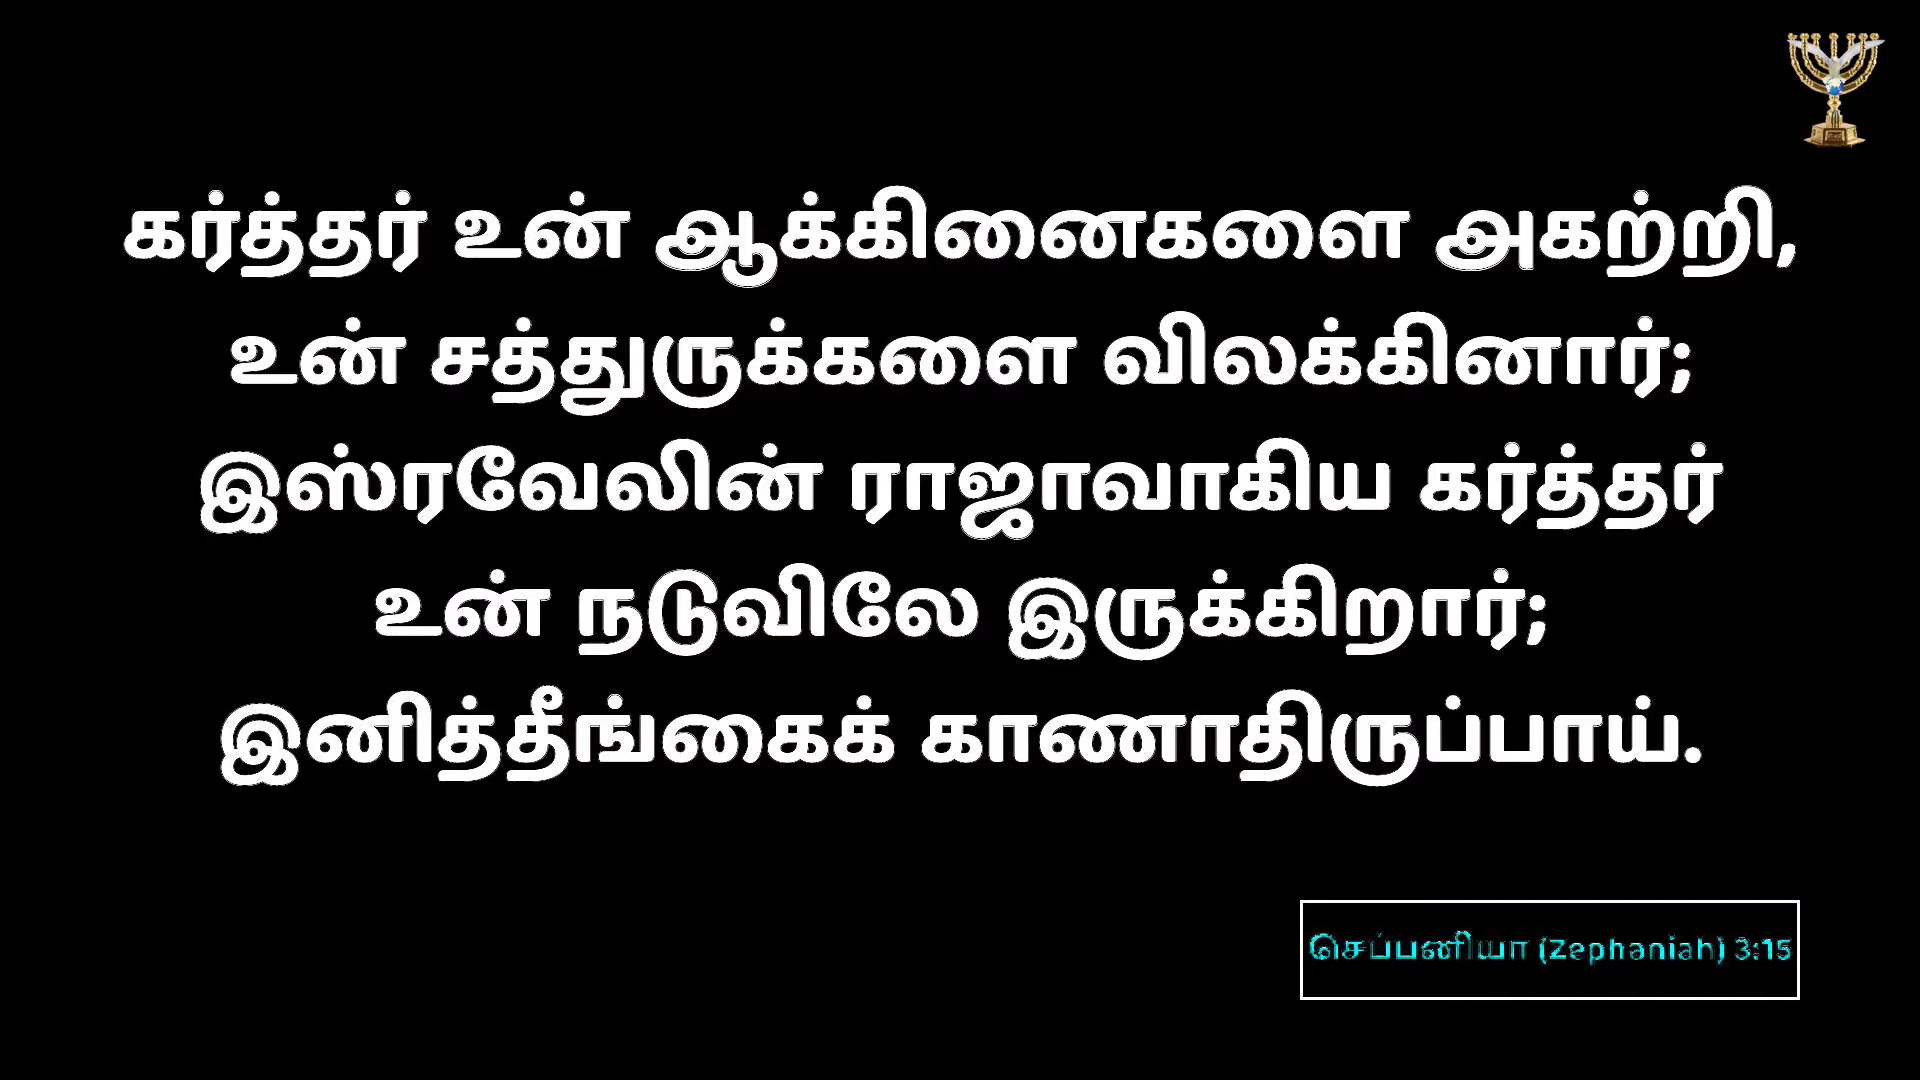 கர்த்தர் உன் ஆக்கினைகளை அகற்றி,
உன் சத்துருக்களை விலக்கினார்;
இஸ்ரவேலின் ராஜாவாகிய கர்த்தர்
உன் நடுவிலே இருக்கிறார்;
இனித்தீங்கைக் காணாதிருப்பாய்.
செப்பனியா (Zephaniah) 3:15